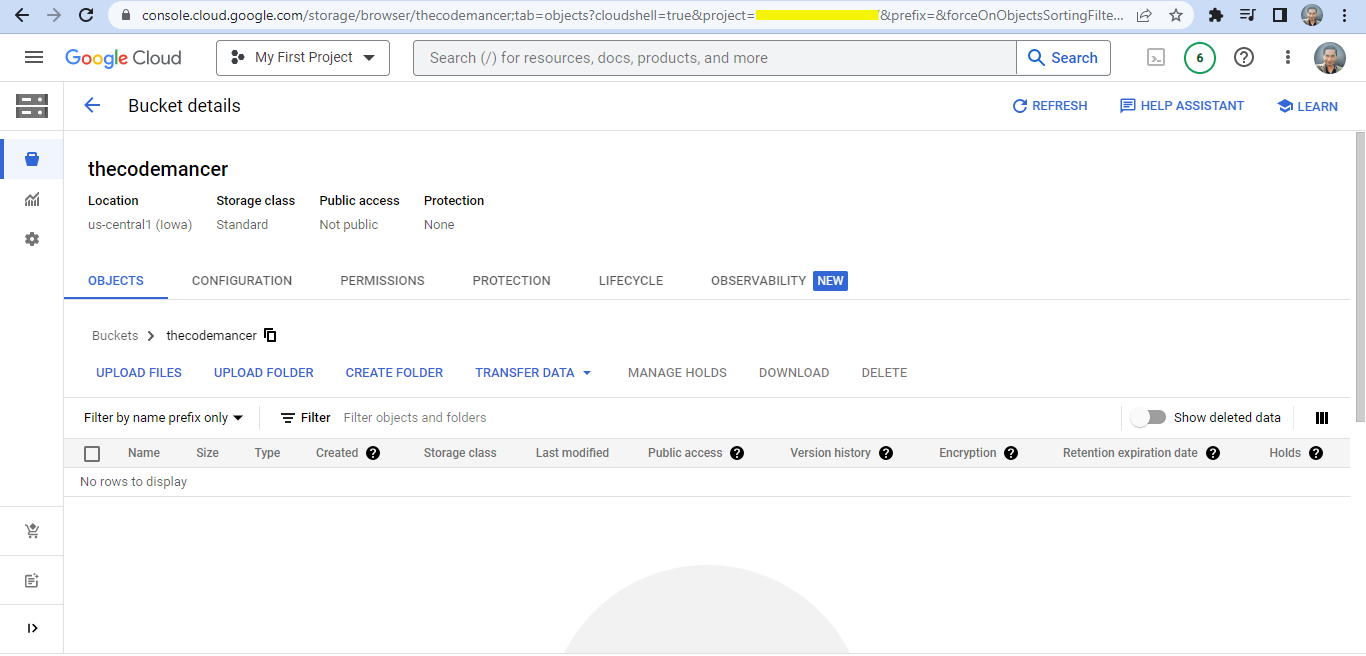 console.cloud.google.com/storage/browser/thecodemancer;tab=objects?cloudshell=true&project= &prefix=&forceOnObjectsSortingFilte...
Google Cloud My First Project Search (/) for resources, docs, products, and more Search 6
Bucket details REFRESH HELP ASSISTANT LEARN
thecodemancer
Location Storage class Public access Protection
us-central1 (Iowa) Standard Not public None
OBJECTS CONFIGURATION PERMISSIONS PROTECTION LIFECYCLE OBSERVABILITY NEW
Buckets > thecodemancer
UPLOAD FILES UPLOAD FOLDER CREATE FOLDER TRANSFER DATA MANAGE HOLDS DOWNLOAD DELETE
Filter by name prefix only Filter Filter objects and folders Show deleted data
Name Size Type Created Storage class Last modified Public access Version history Encryption Retention expiration date Holds
No rows to display